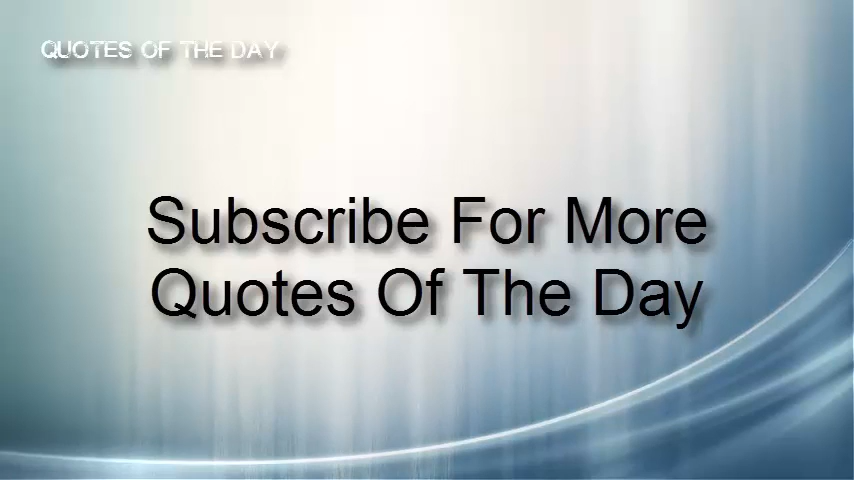 QUOTES OF THE DAY
Subscribe For More
Quotes Of The Day